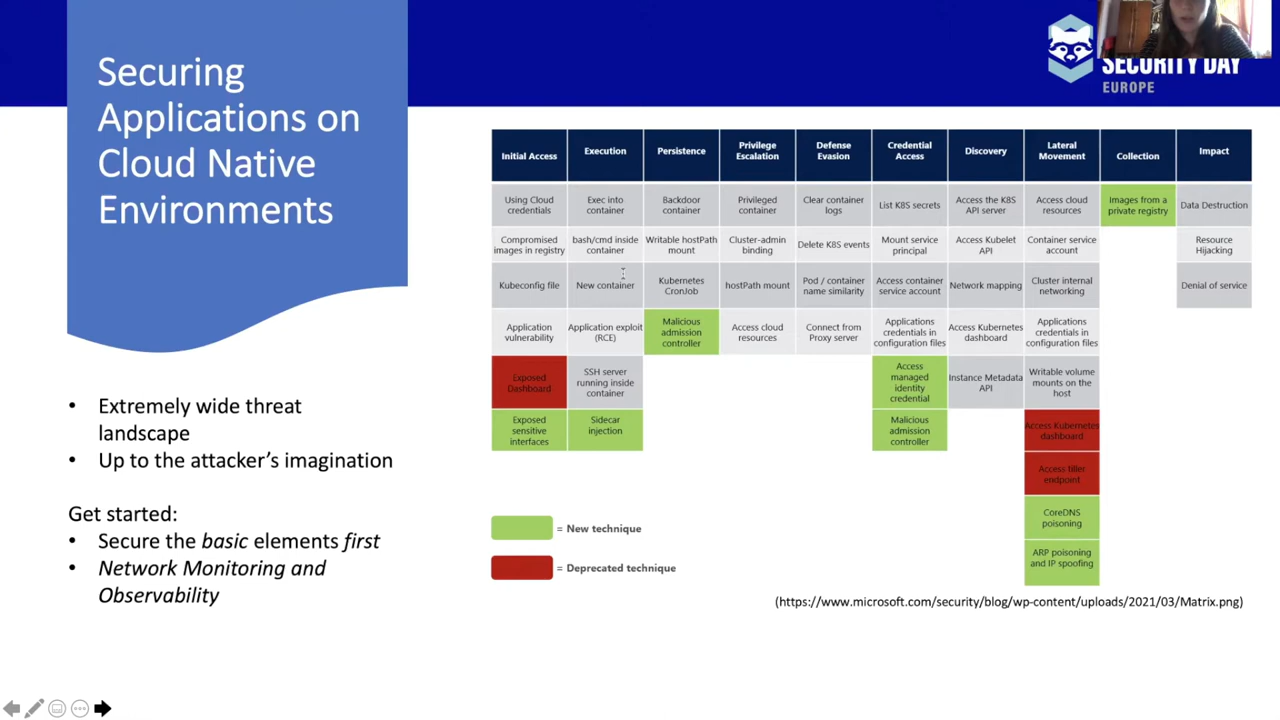 Securing
Applications on
Cloud Native
Environments
SECURITY DAY
EUROPE
• Extremely wide threat
landscape
• Up to the attacker's imagination
Get started:
• Secure the basic elements first
• Network Monitoring and
Observability
Initial Access
Execution
Persistence
Privilege
Escalation
Defense
Evasion
Credential
Access
Discovery
Lateral
Movement
Collection
Impact
Using Cloud
credentials
Exec into
container
Backdoor
container
Privileged
container
Clear container
logs
List K8S secrets
Access the K8S
API server
Access cloud
resources
Images from a
private registry
Data Destruction
Compromised
images in registry
bash/cmd inside
container
Writable hostPath
mount
Cluster-admin
binding
Delete K8S events
Mount service
principal
Access Kubelet
API
Container service
account
Resource
Hijacking
Kubeconfig file
New container
Kubernetes
CronJob
hostPath mount
Pod / container
name similarity
Access container
service account
Network mapping
Cluster internal
networking
Denial of service
Application
vulnerability
Application exploit
(RCE)
Malicious
admission
controller
Access cloud
resources
Connect from
Proxy server
Applications
credentials in
configuration files
Access Kubernetes
dashboard
Applications
credentials in
configuration files
Exposed
Dashboard
SSH server
running inside
container
Access
managed
identity
credential
Instance Metadata
API
Writable volume
mounts on the
host
Exposed
sensitive
interfaces
Sidecar
injection
Malicious
admission
controller
Access Kubernetes
dashboard
Access tiller
endpoint
CoreDNS
poisoning
ARP poisoning
and IP spoofing
= New technique
= Deprecated technique
(https://www.microsoft.com/security/blog/wp-content/uploads/2021/03/Matrix.png)